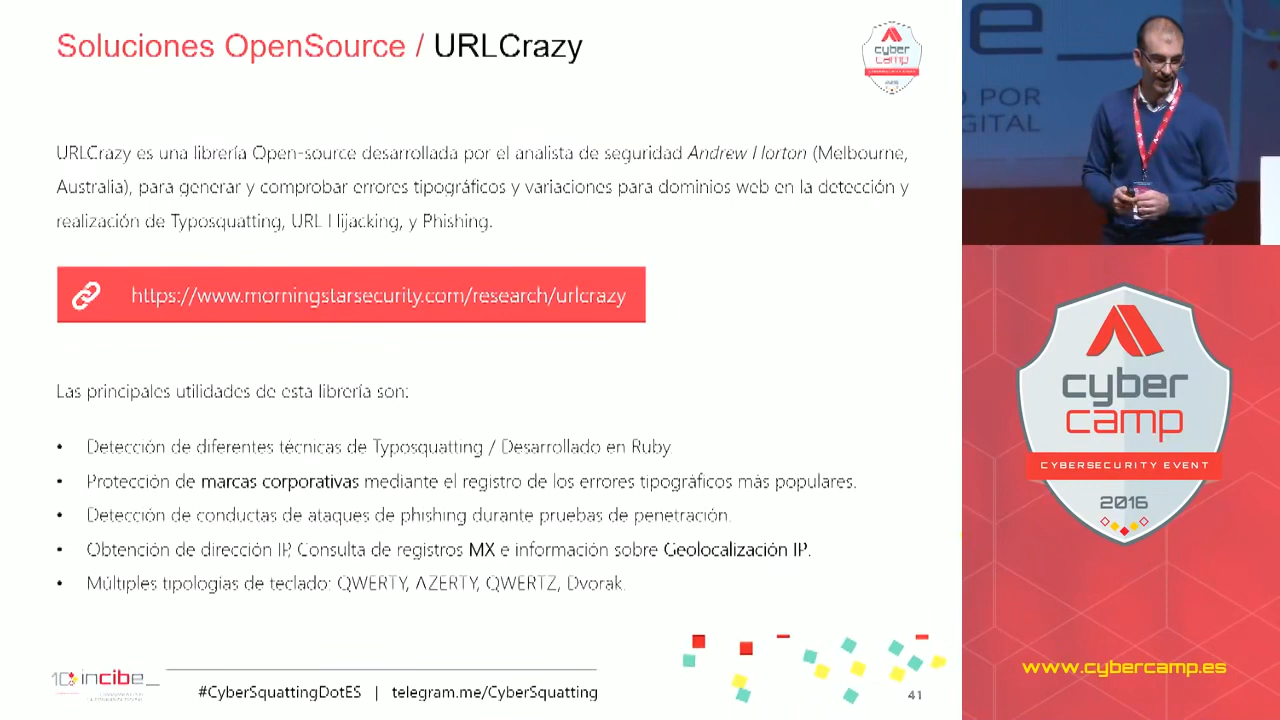 Soluciones OpenSource / URLCrazy
cyber
camp
CYBERSECURITY EVENT
2016
URLCrazy es una librería Open-source desarrollada por el analista de seguridad Andrew Horton (Melbourne,
Australia), para generar y comprobar errores tipográficos y variaciones para dominios web en la detección y
realización de Typosquatting, URL Hijacking, y Phishing.
https://www.morningstarsecurity.com/research/urlcrazy
Las principales utilidades de esta librería son:
• Detección de diferentes técnicas de Typosquatting / Desarrollado en Ruby.
• Protección de marcas corporativas mediante el registro de los errores tipográficos más populares.
• Detección de conductas de ataques de phishing durante pruebas de penetración.
• Obtención de dirección IP, Consulta de registros MX e información sobre Geolocalización IP.
• Múltiples tipologías de teclado: QWERTY, AZERTY, QWERTZ, Dvorak.
incibe_
#CyberSquattingDotES | telegram.me/CyberSquatting
41
e_
POR
GITAL
cyber
camp
CYBERSECURITY EVENT
2016
www.cybercamp.es